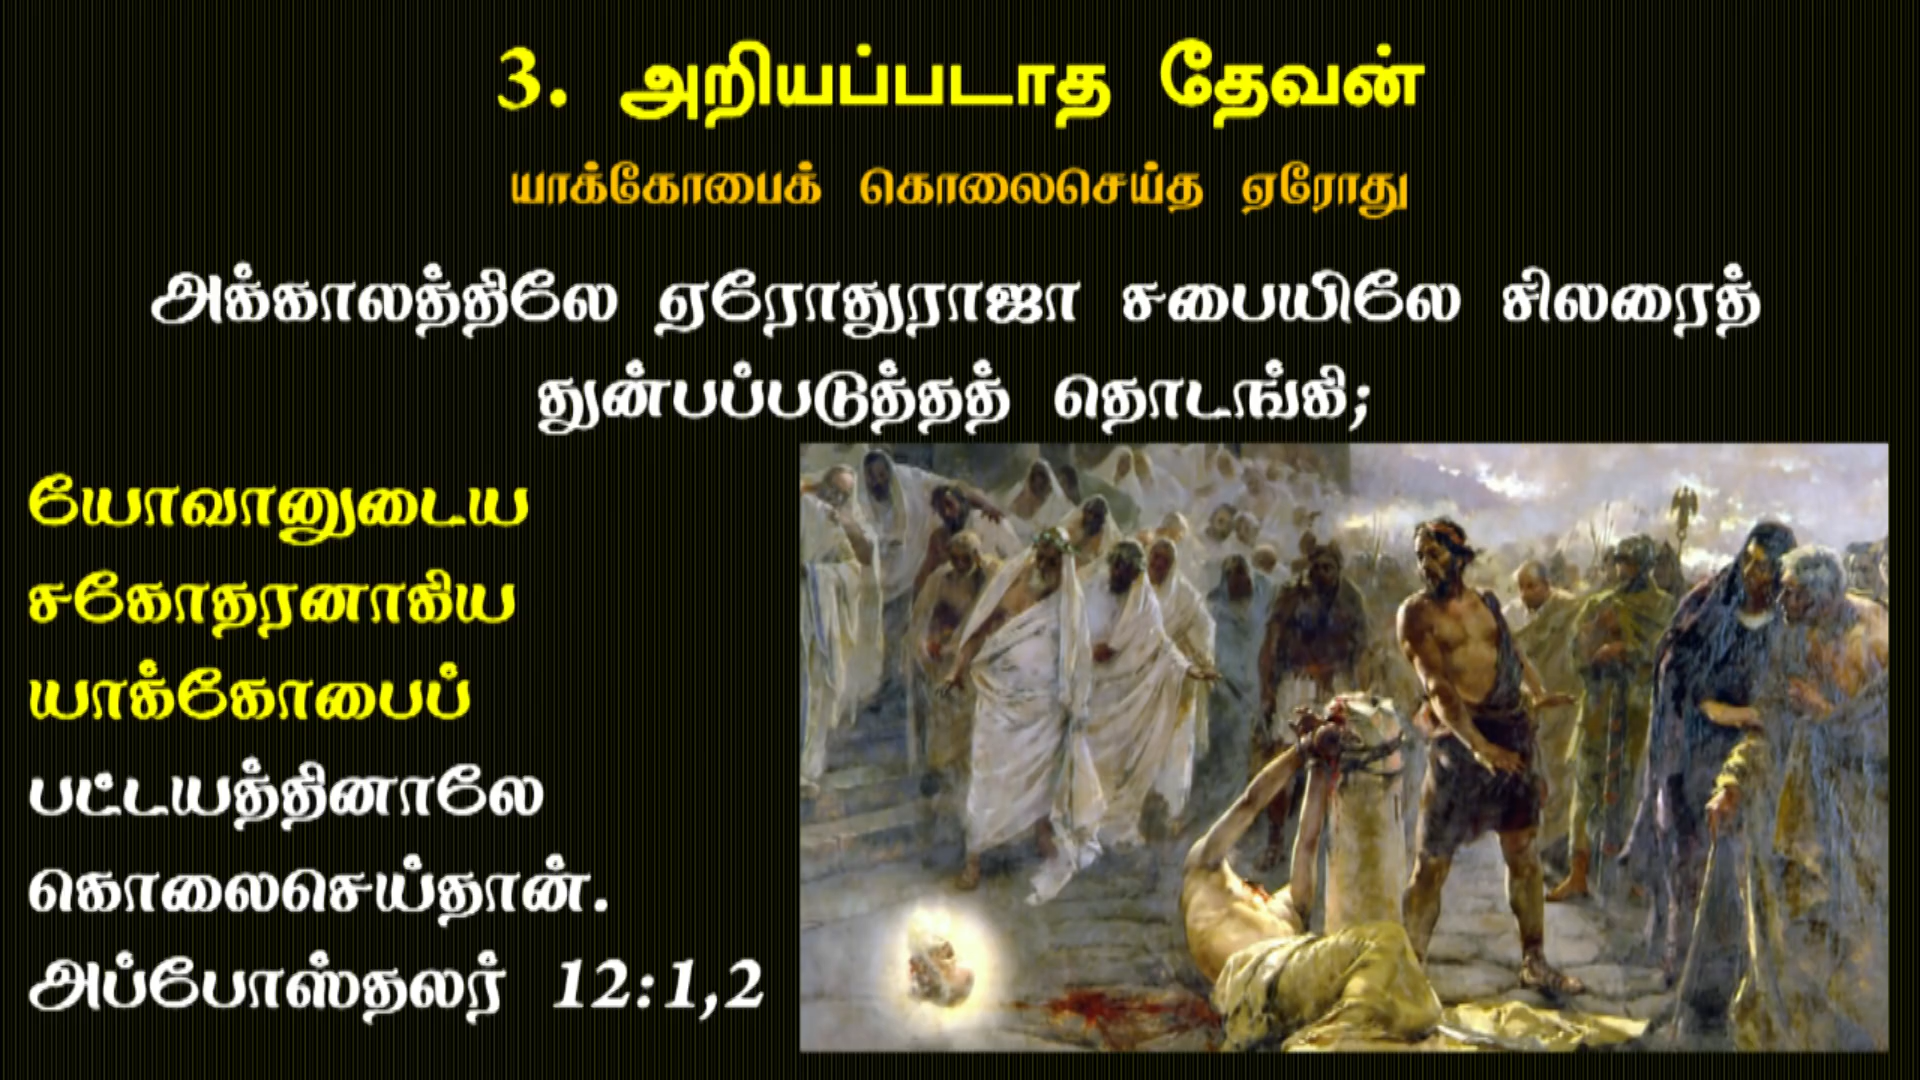 3. அறியப்படாத தேவன்
யாக்கோபைக் கொலைசெய்த ஏரோது
அக்காலத்திலே ஏரோதுராஜா சபையிலே சிலரைத்
துன்பப்படுத்தத் தொடங்கி;
யோவானுடைய
சகோதரனாகிய
யாக்கோபைப்
பட்டயத்தினாலே
கொலைசெய்தான்.
அப்போஸ்தலர் 12:1,2